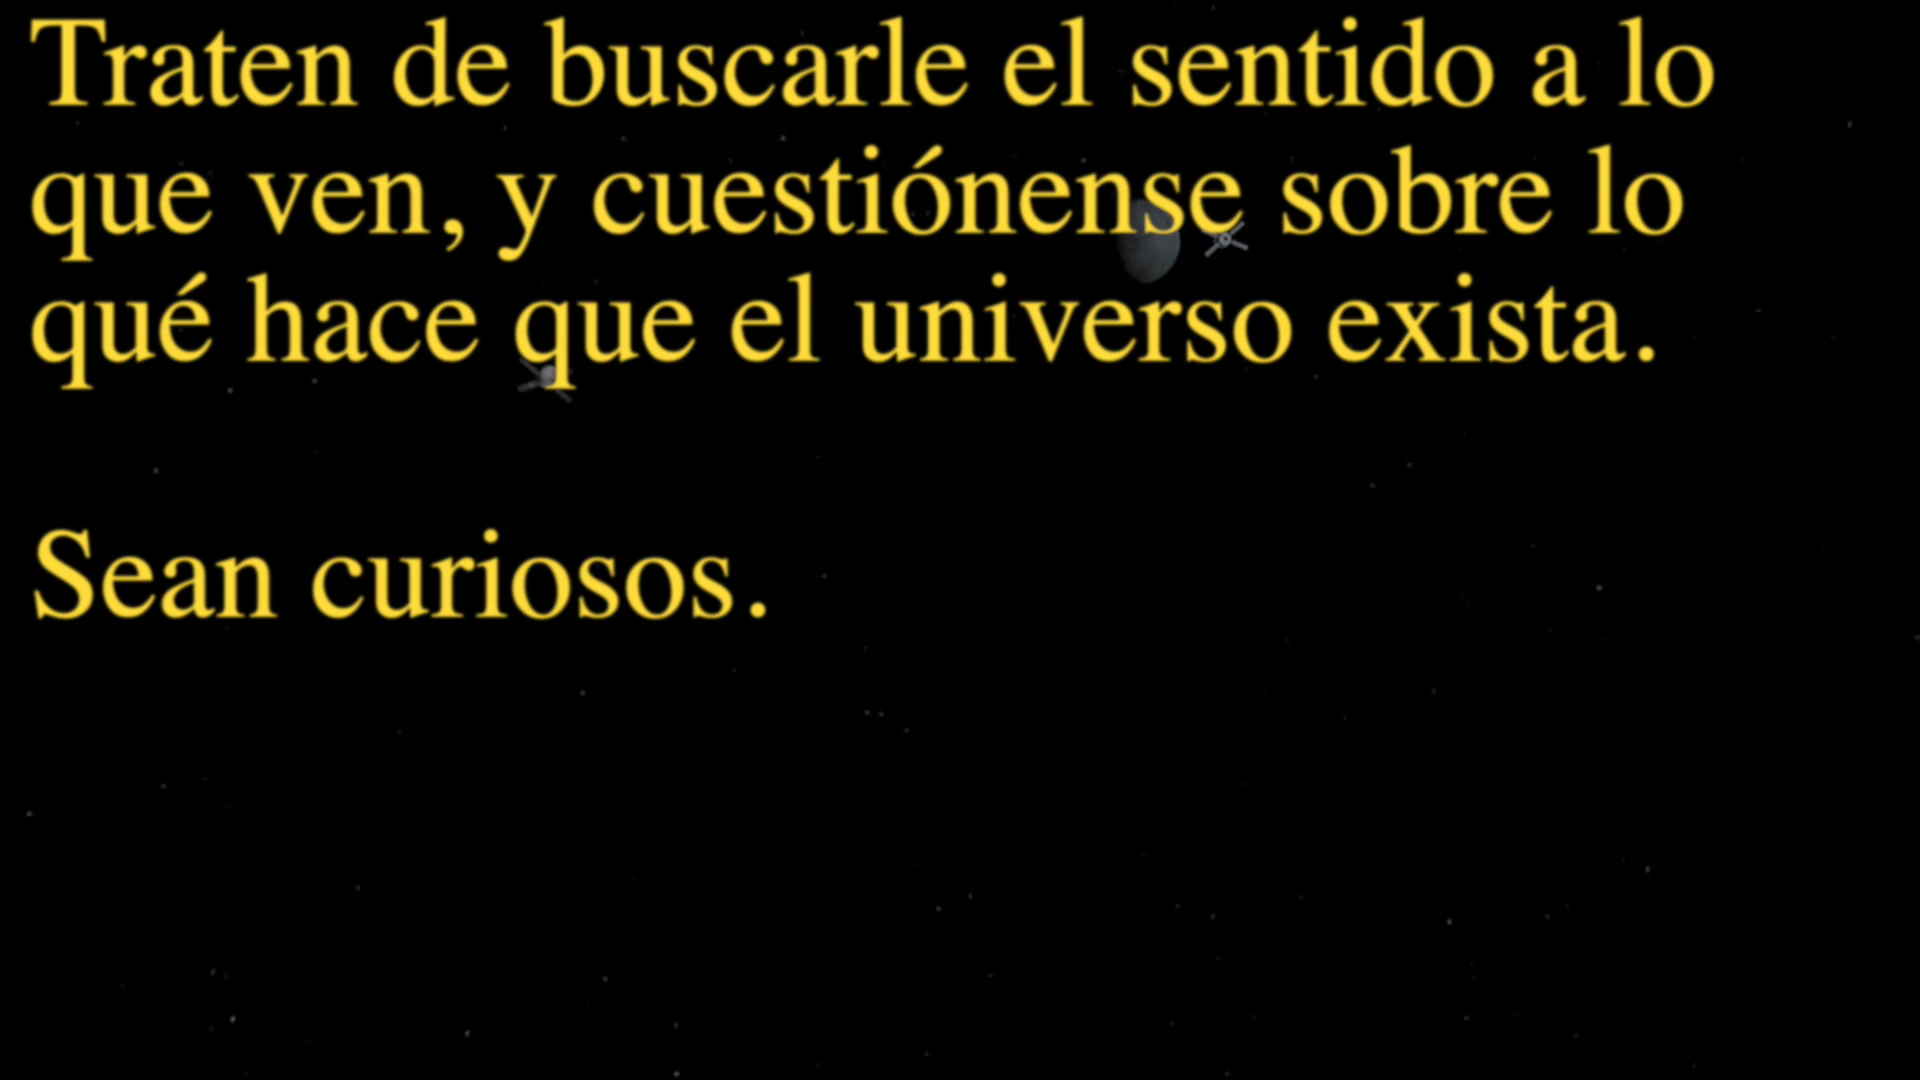 Traten de buscarle el sentido a lo
que ven, y cuestiónense sobre lo
qué hace que el universo exista.
Sean curiosos.